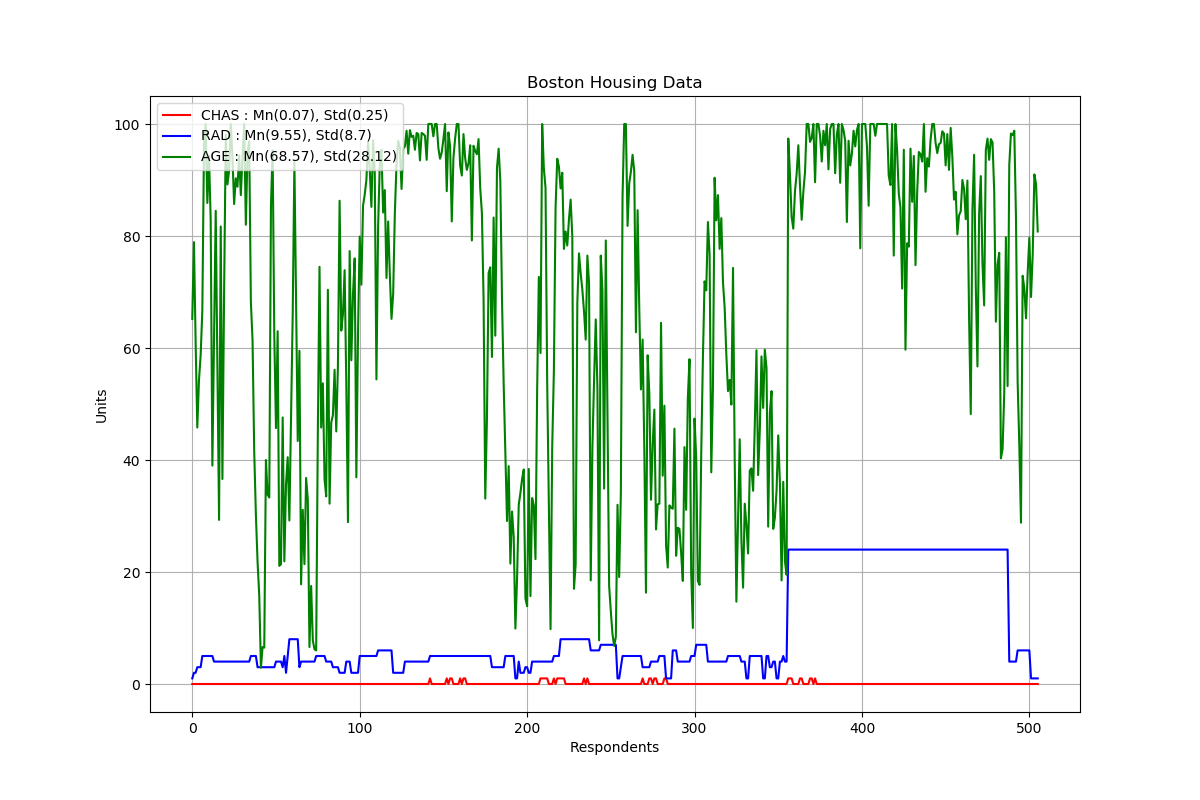 Boston Housing Data
CHAS : Mn(0.07), Std(0.25)
RAD : Mn(9.55), Std(8.7)
AGE : Mn(68.57), Std(28.12)
100
80
60
40
20
0
Units
0 100 200 300 400 500
Respondents